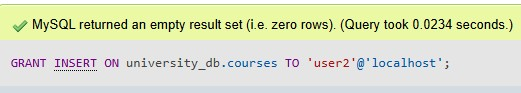 MySQL returned an empty result set (i.e. zero rows). (Query took 0.0234 seconds.)
GRANT INSERT ON university_db.courses TO 'user2'@'localhost';